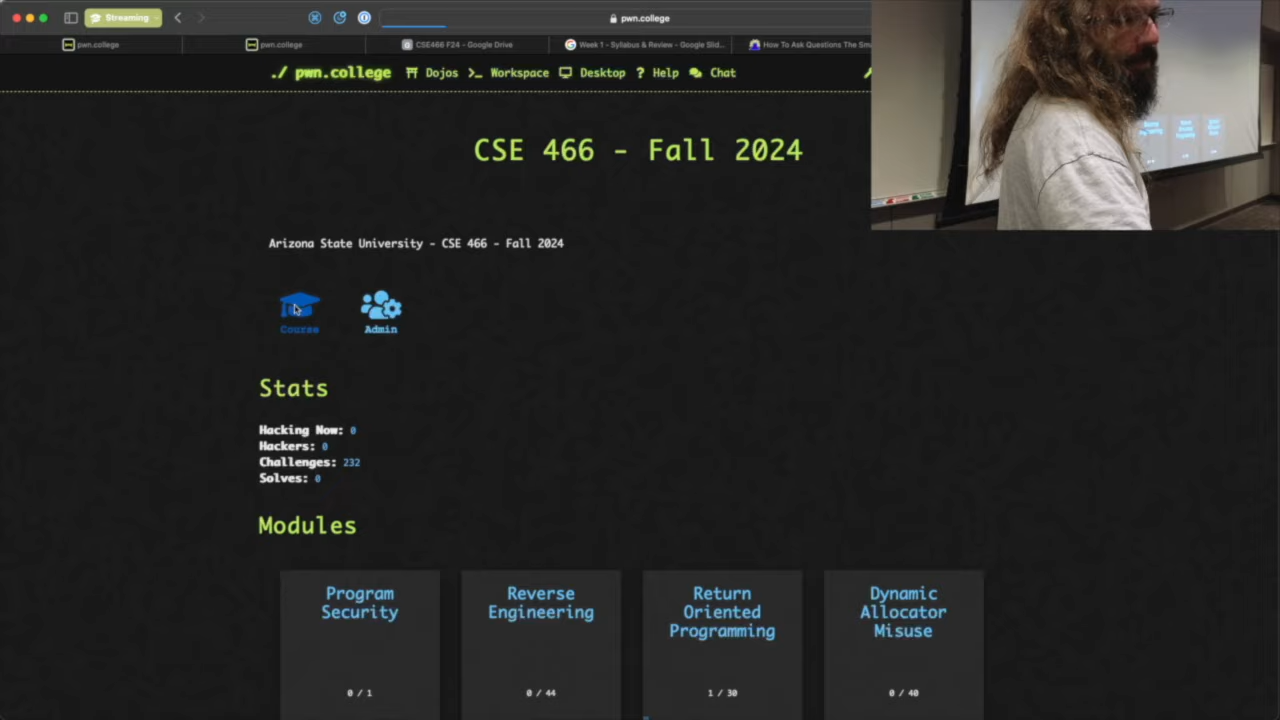 Streaming
pwn.college
pwn.college
pwn.college
CSE466 F24 - Google Drive
Week 1 - Syllabus & Review - Google Slid...
How To Ask Questions The Sma
./ pwn.college
Dojos
Workspace
Desktop
Help
Chat
CSE 466 - Fall 2024
Arizona State University - CSE 466 - Fall 2024
Course
Admin
Stats
Hacking Now: 0
Hackers: 0
Challenges: 232
Solves: 0
Modules
Program
Security
0 / 1
Reverse
Engineering
0 / 44
Return
Oriented
Programming
1 / 30
Dynamic
Allocator
Misuse
0 / 40